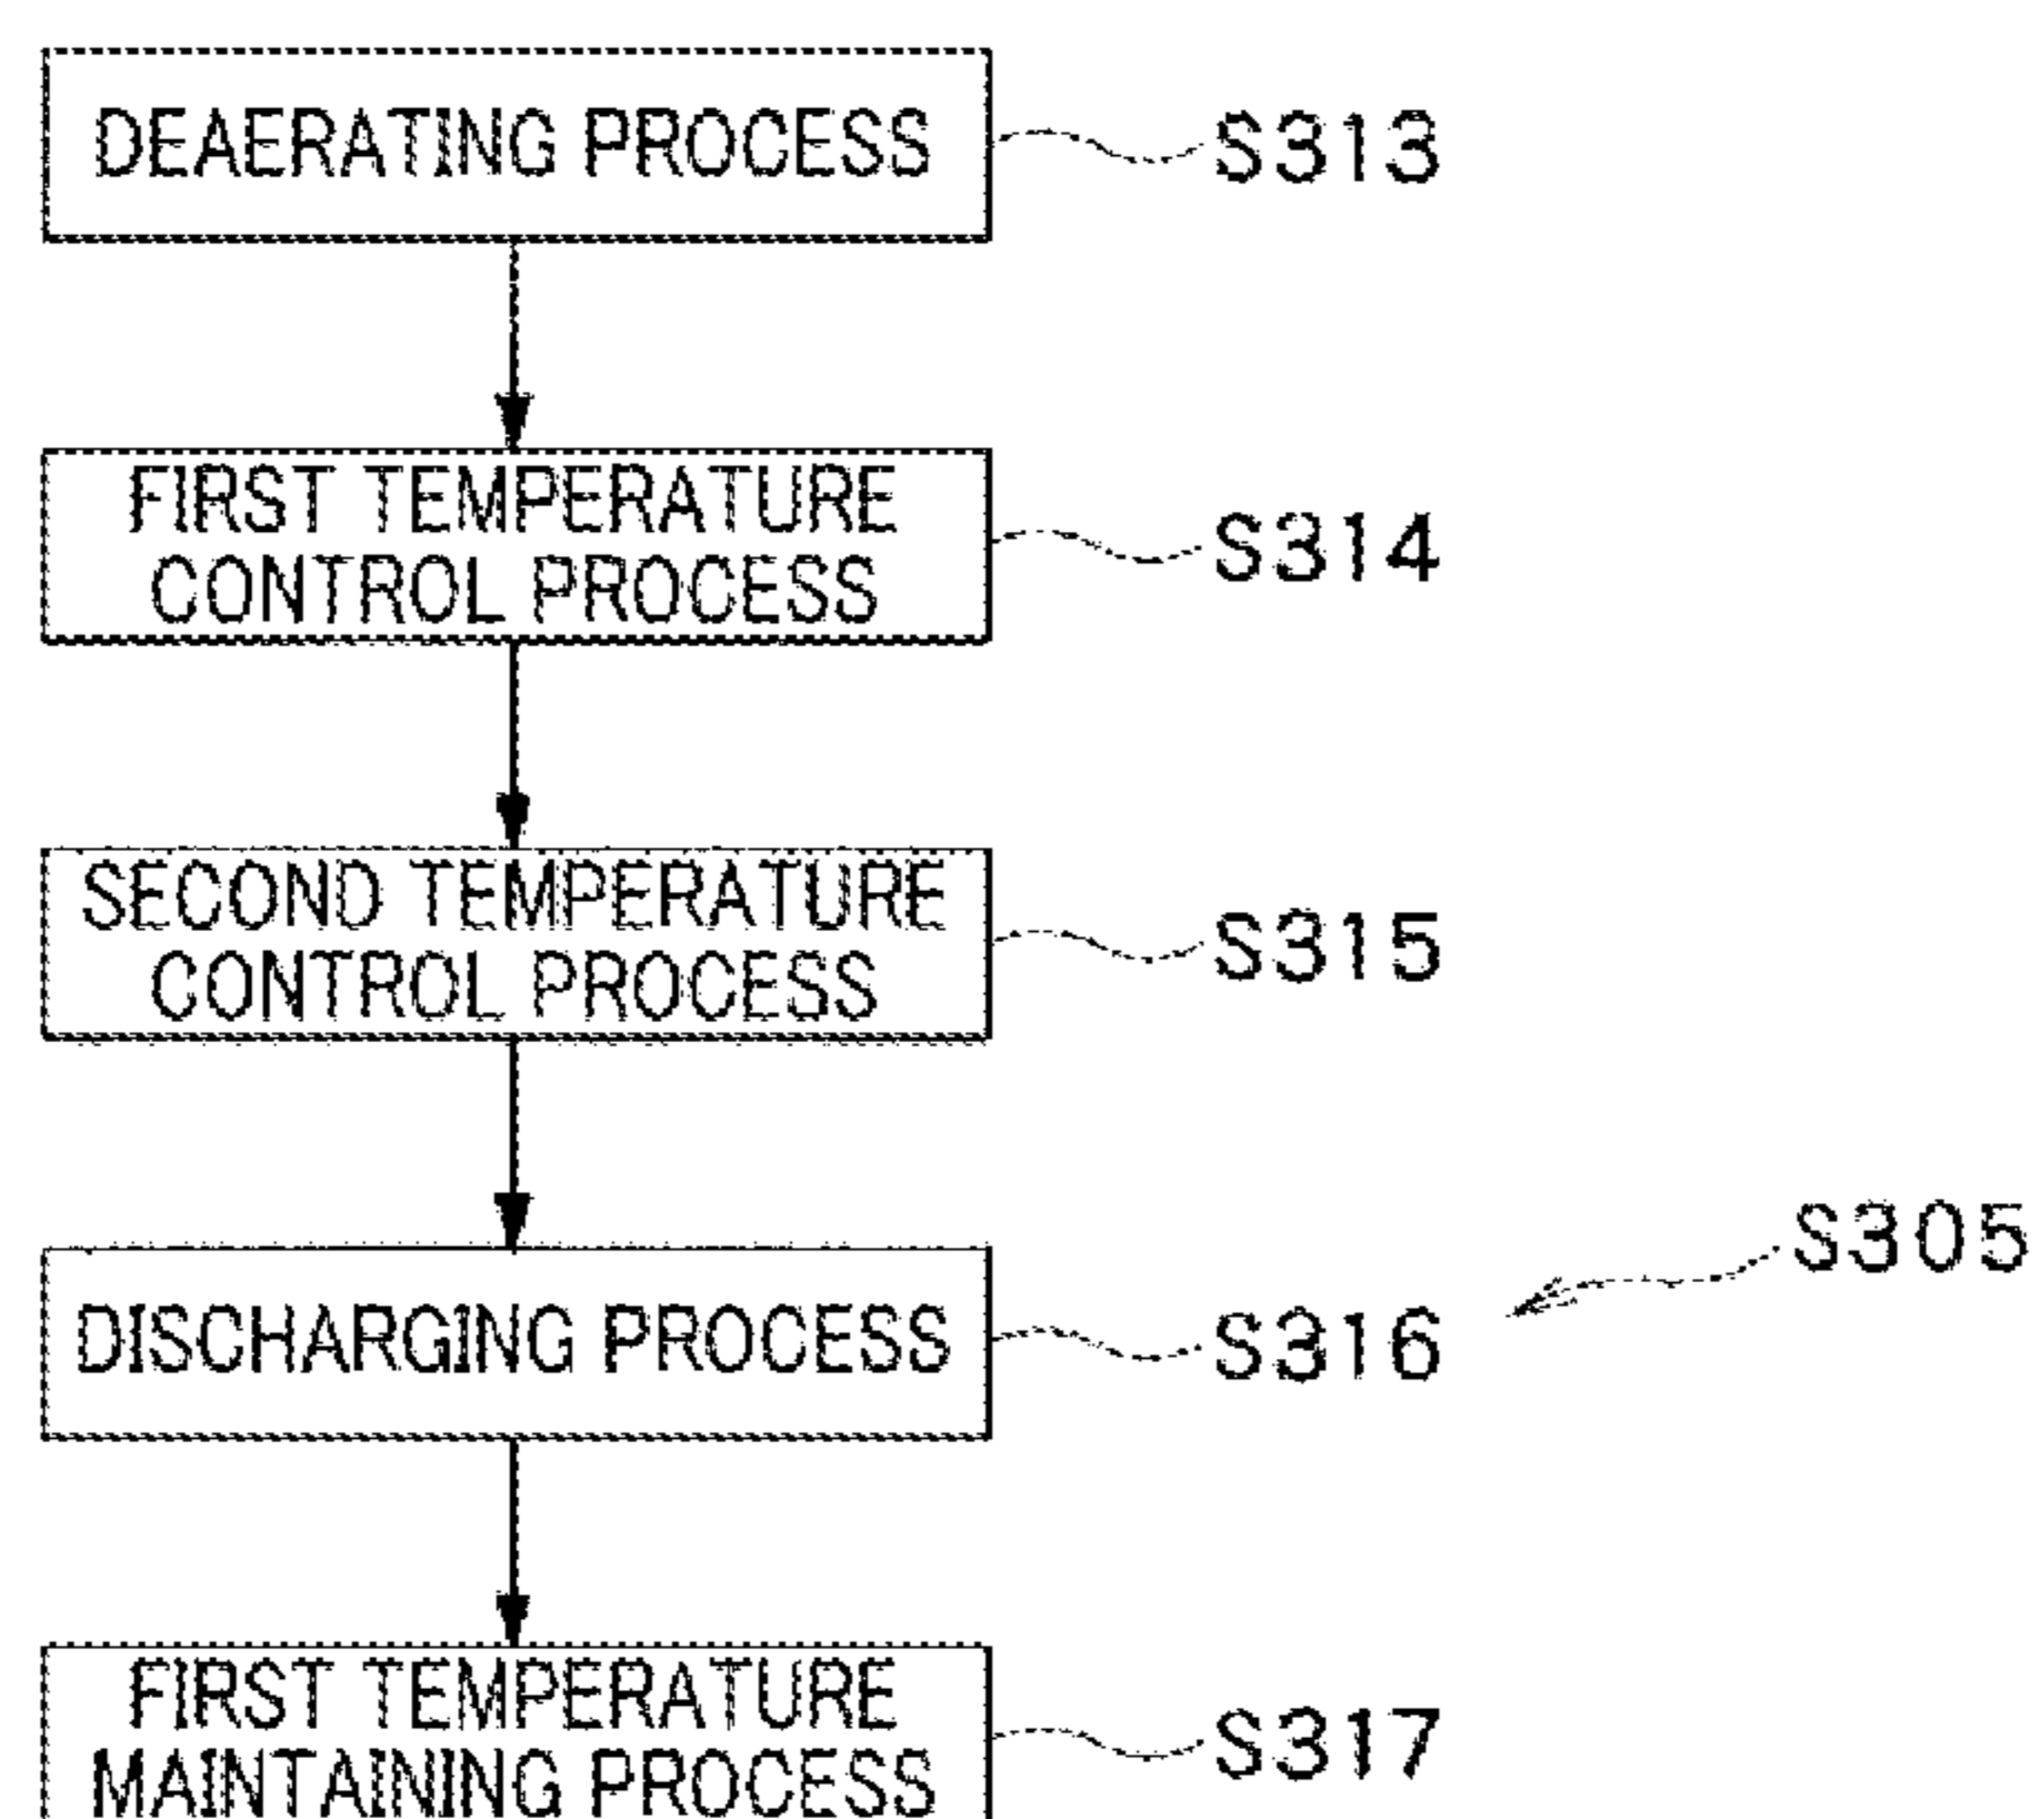 DEAERATING PROCESS
S313
FIRST TEMPERATURE
CONTROL PROCESS
S314
SECOND TEMPERATURE
CONTROL PROCESS
S315
S305
DISCHARGING PROCESS
S316
FIRST TEMPERATURE
MAINTAINING PROCESS
S317